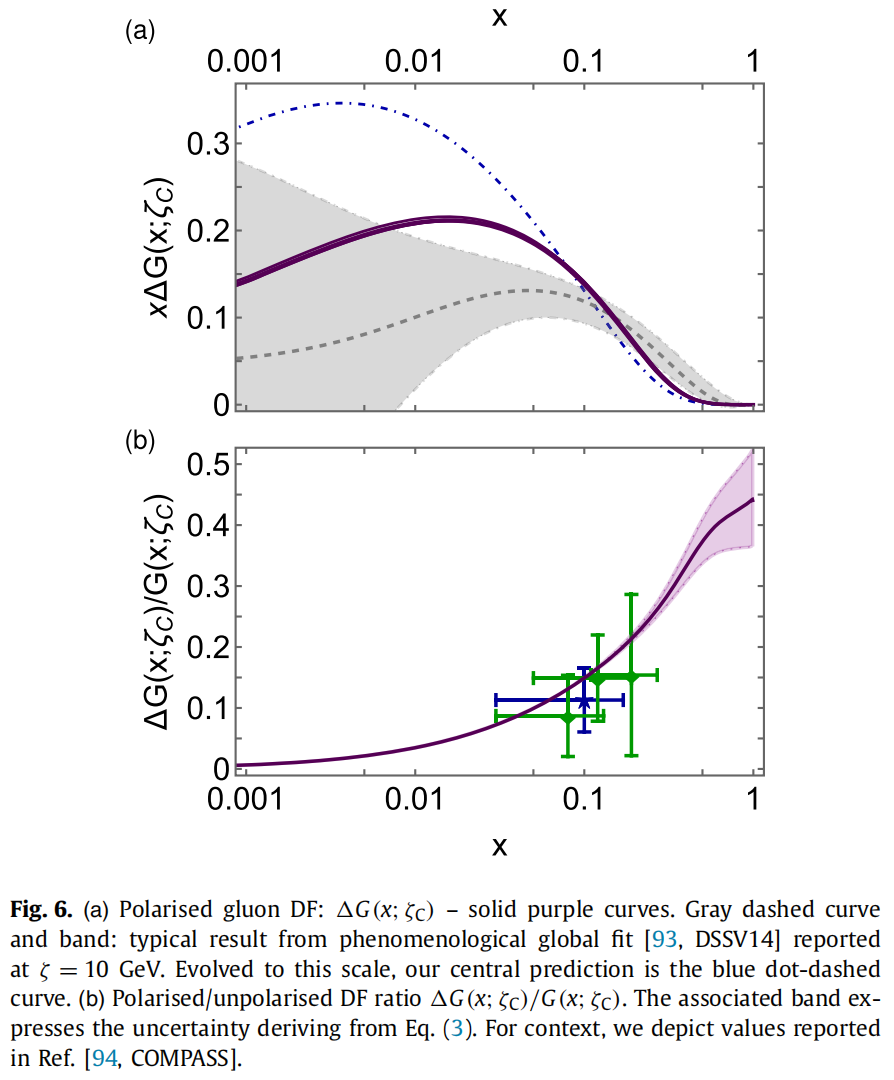 (a)
x
0.001 0.01 0.1 1
0.3
0.2
0.1
0
xΔG(x;ζC)
(b)
0.5
0.4
0.3
0.2
0.1
0
ΔG(x;ζC)/G(x;ζC)
0.001 0.01 0.1 1
x
Fig. 6. (a) Polarised gluon DF: ΔG(x; ζC) – solid purple curves. Gray dashed curve
and band: typical result from phenomenological global fit [93, DSSV14] reported
at ζ = 10 GeV. Evolved to this scale, our central prediction is the blue dot-dashed
curve. (b) Polarised/unpolarised DF ratio ΔG(x; ζC)/G(x; ζC). The associated band ex-
presses the uncertainty deriving from Eq. (3). For context, we depict values reported
in Ref. [94, COMPASS].